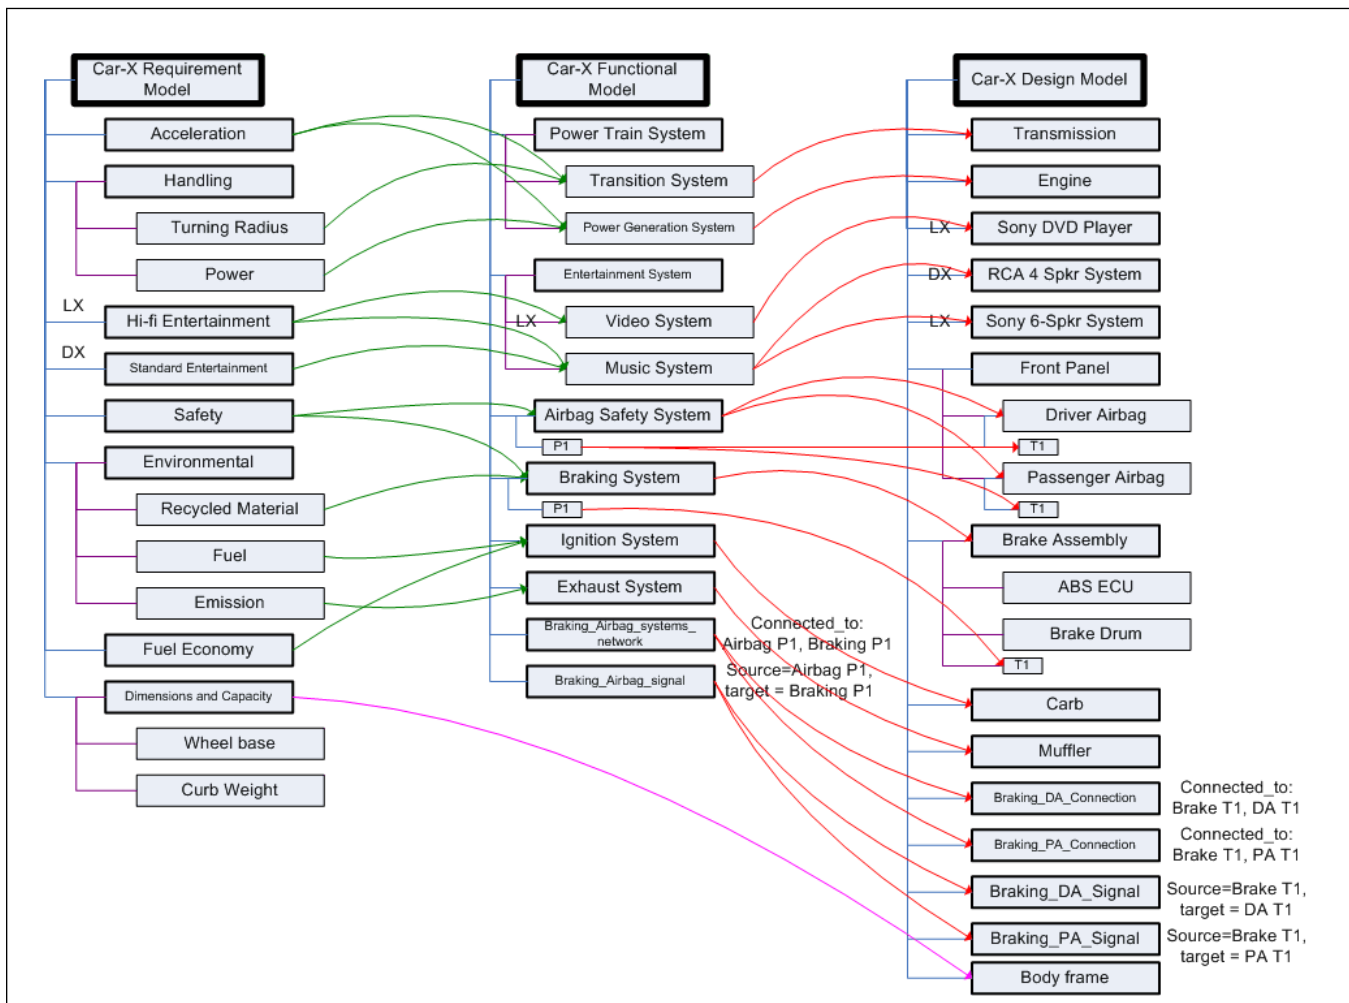 Car-X Requirement
Model
Acceleration
Handling
Turning Radius
Power
LX
Hi-fi Entertainment
DX
Standard Entertainment
Safety
Environmental
Recycled Material
Fuel
Emission
Fuel Economy
Dimensions and Capacity
Wheel base
Curb Weight
Car-X Functional
Model
Power Train System
Transition System
Power Generation System
Entertainment System
LX
Video System
Music System
Airbag Safety System
P1
Braking System
P1
Ignition System
Exhaust System
Braking_Airbag_systems_
network
Connected_to:
Airbag P1, Braking P1
Braking_Airbag_signal
Source=Airbag P1,
target = Braking P1
Car-X Design Model
Transmission
Engine
LX
Sony DVD Player
DX
RCA 4 Spkr System
LX
Sony 6-Spkr System
Front Panel
Driver Airbag
T1
Passenger Airbag
T1
Brake Assembly
ABS ECU
Brake Drum
T1
Carb
Muffler
Braking_DA_Connection
Connected_to:
Brake T1, DA T1
Braking_PA_Connection
Connected_to:
Brake T1, PA T1
Braking_DA_Signal
Source=Brake T1,
target = DA T1
Braking_PA_Signal
Source=Brake T1,
target = PA T1
Body frame